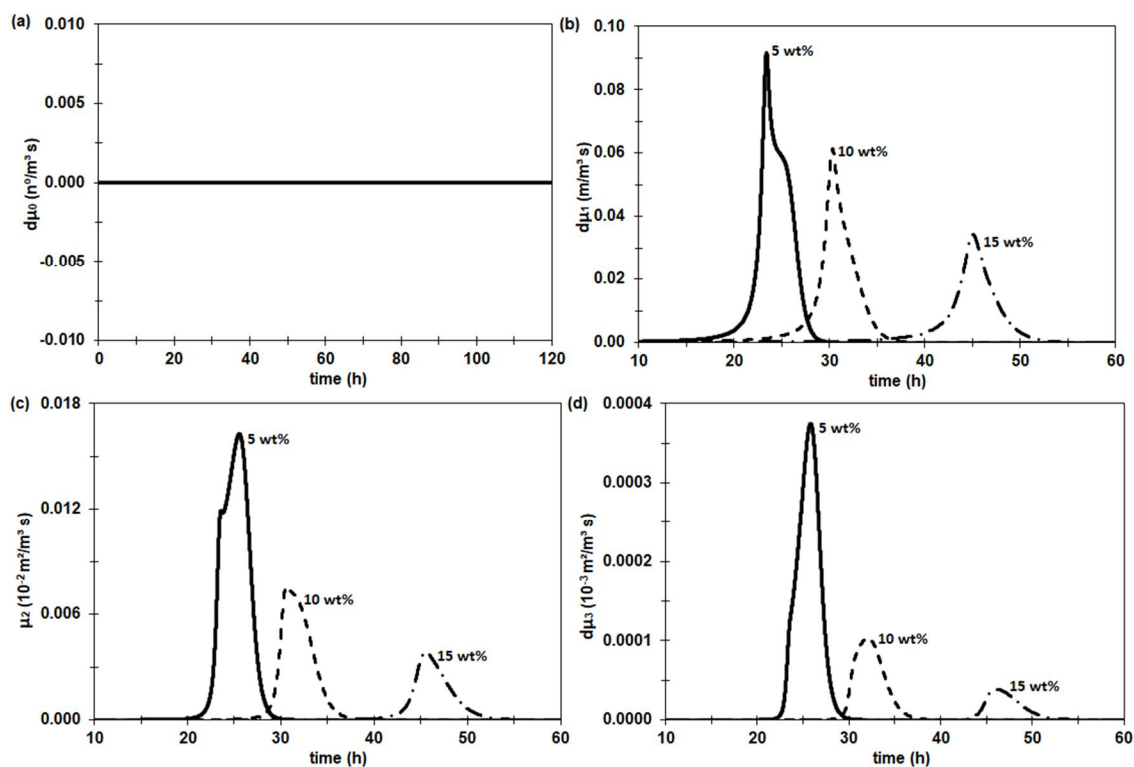 (a)
0.010
0.005
0.000
-0.005
-0.010
dμ₀ (nº/m³ s)
0 20 40 60 80 100 120
time (h)
(b)
0.10
0.08
0.06
0.04
0.02
0.00
dμ₁ (m/m³ s)
5 wt%
10 wt%
15 wt%
10 20 30 40 50 60
time (h)
(c)
0.018
0.012
0.006
0.000
μ₂ (10⁻² m²/m³ s)
5 wt%
10 wt%
15 wt%
10 20 30 40 50 60
time (h)
(d)
0.0004
0.0003
0.0002
0.0001
0.0000
dμ₃ (10⁻³ m²/m³ s)
5 wt%
10 wt%
15 wt%
10 20 30 40 50 60
time (h)